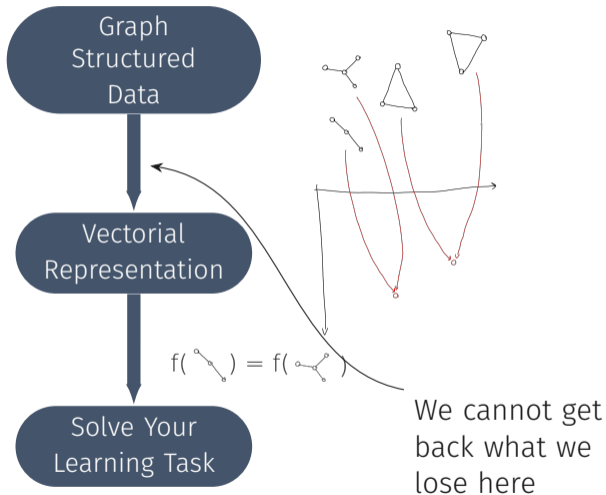 Graph
Structured
Data
Vectorial
Representation
f( ) = f( )
Solve Your
Learning Task
We cannot get
back what we
lose here